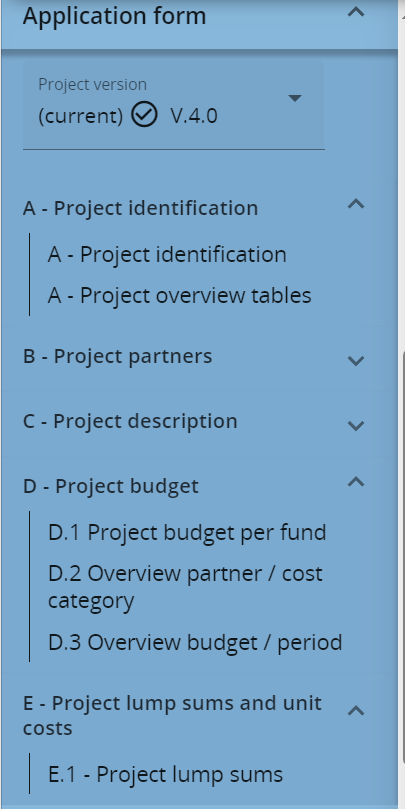 Application form
Project version
(current) V.4.0
A - Project identification
A - Project identification
A - Project overview tables
B - Project partners
C - Project description
D - Project budget
D.1 Project budget per fund
D.2 Overview partner / cost
category
D.3 Overview budget / period
E - Project lump sums and unit
costs
E.1 - Project lump sums